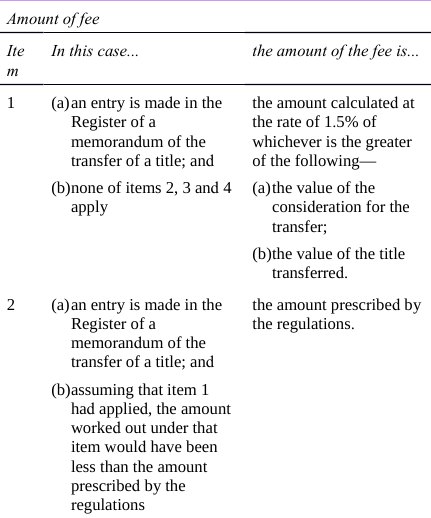 Amount of fee
Ite
m
In this case...
the amount of the fee is...
1
(a)an entry is made in the
Register of a
memorandum of the
transfer of a title; and
(b)none of items 2, 3 and 4
apply
the amount calculated at
the rate of 1.5% of
whichever is the greater
of the following—
(a)the value of the
consideration for the
transfer;
(b)the value of the title
transferred.
2
(a)an entry is made in the
Register of a
memorandum of the
transfer of a title; and
(b)assuming that item 1
had applied, the amount
worked out under that
item would have been
less than the amount
prescribed by the
regulations
the amount prescribed by
the regulations.